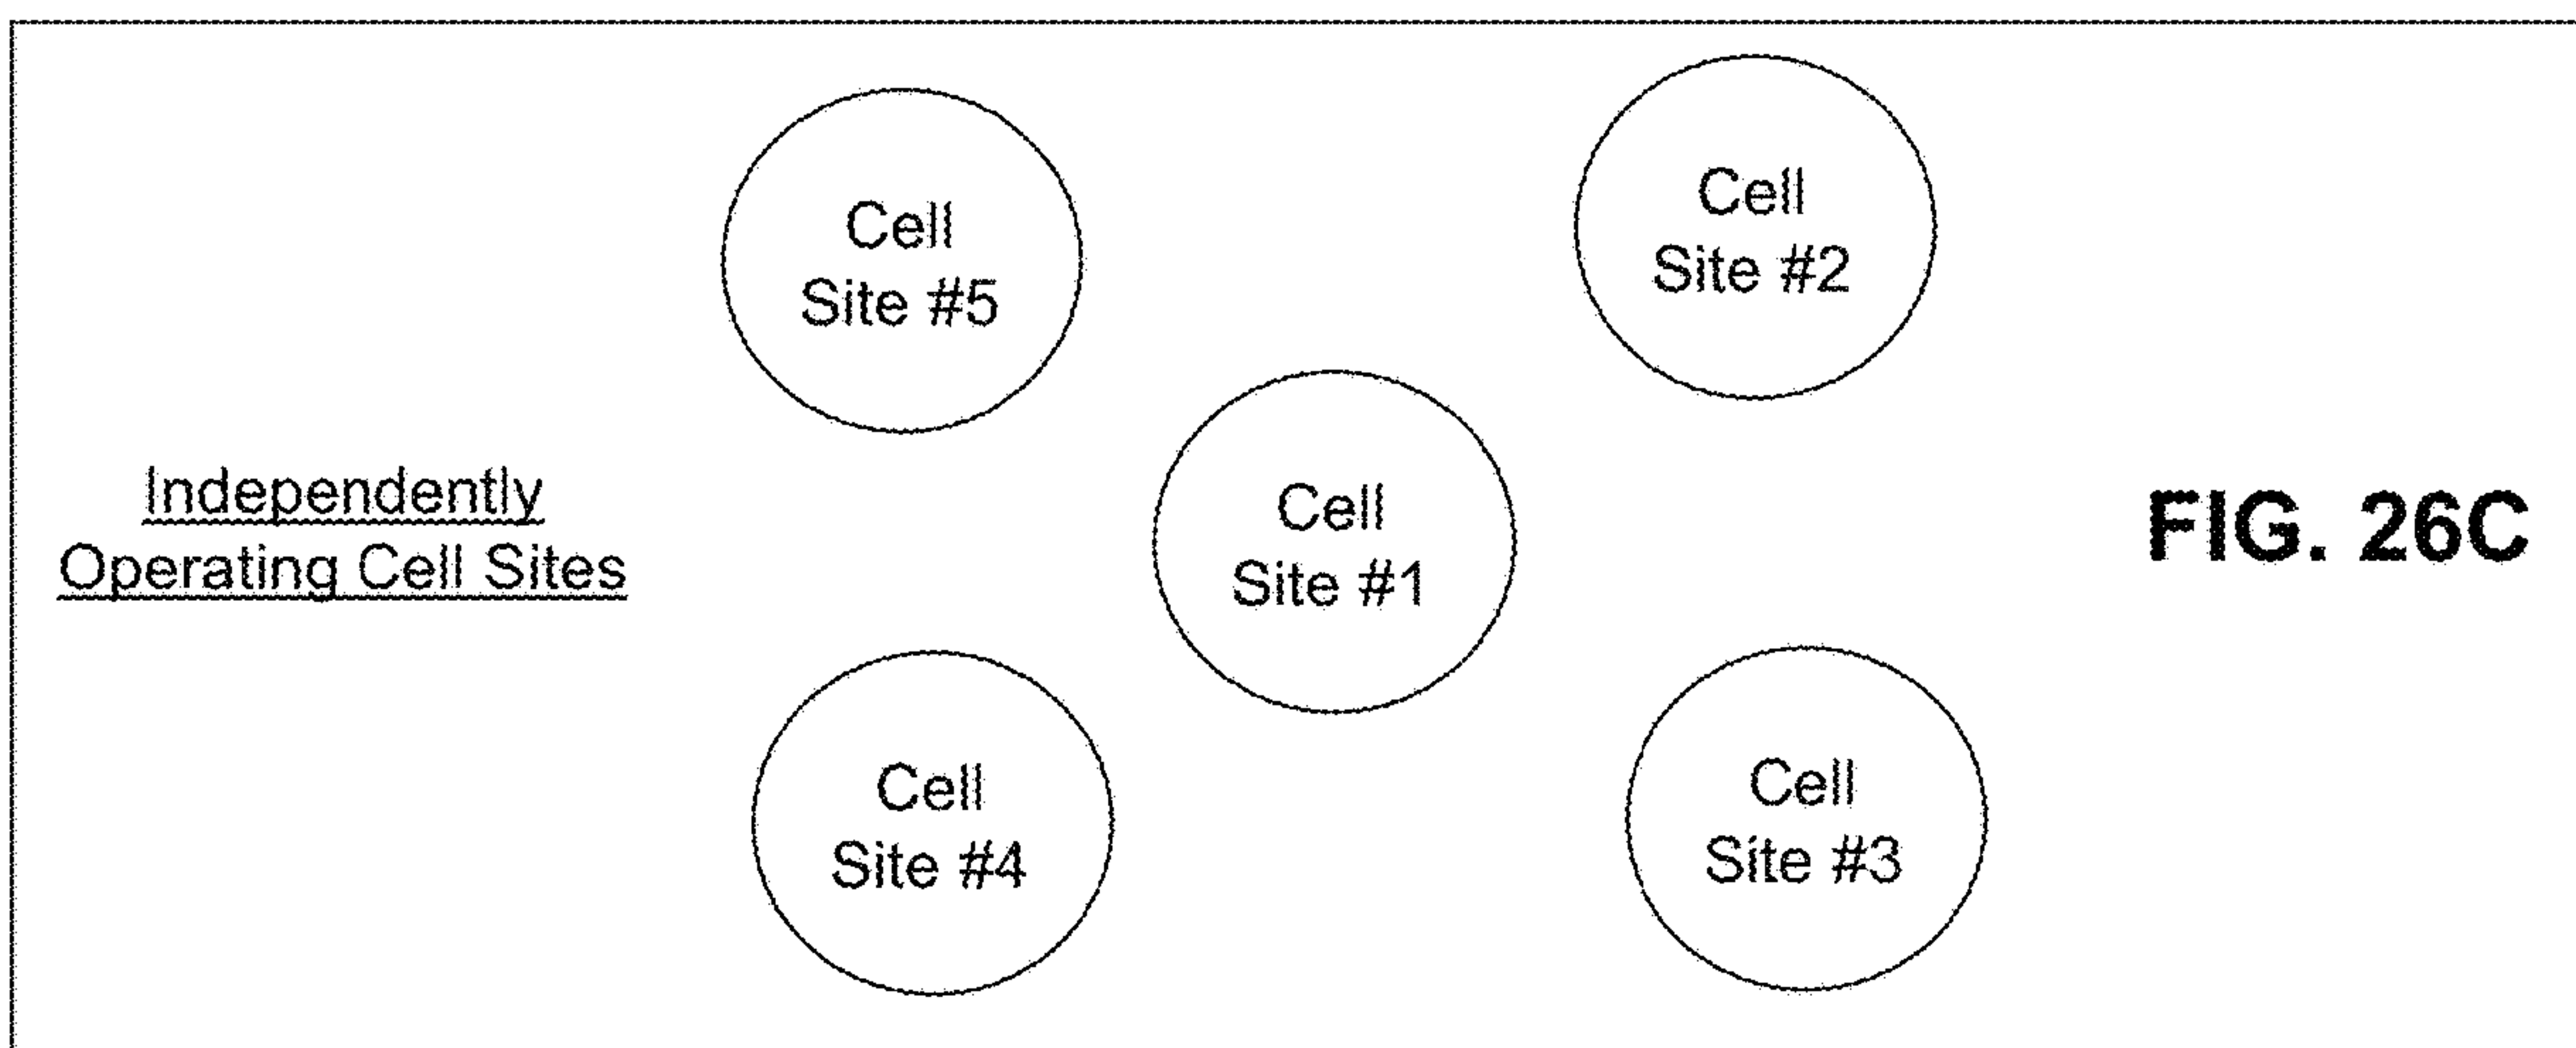 Cell
Site #5
Cell
Site #2
Independently
Operating Cell Sites
Cell
Site #1
FIG. 26C
Cell
Site #4
Cell
Site #3